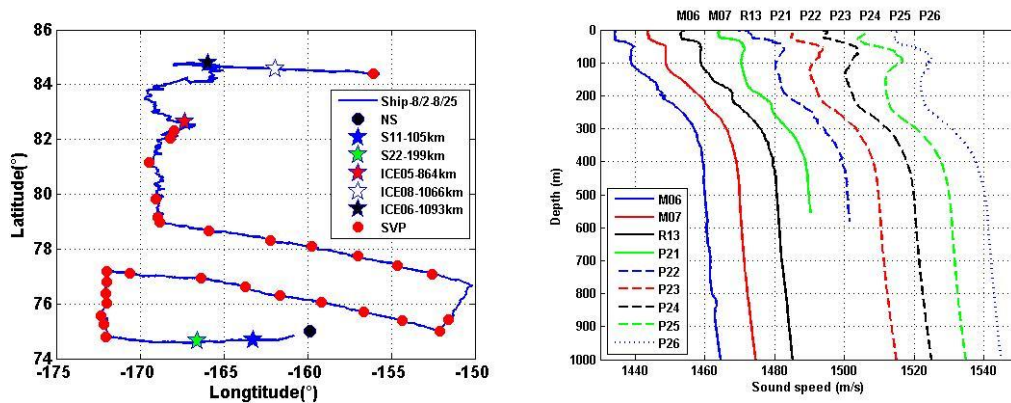 86
84
82
80
78
76
74
Latitude(°)
Ship-8/2-8/25
NS
S11-105km
S22-199km
ICE05-864km
ICE08-1066km
ICE06-1093km
SVP
-175 -170 -165 -160 -155 -150
Longtitude(°)
M06 M07 R13 P21 P22 P23 P24 P25 P26
0
100
200
300
400
500
600
700
800
900
1000
Depth (m)
M06
M07
R13
P21
P22
P23
P24
P25
P26
1440 1460 1480 1500 1520 1540
Sound speed (m/s)